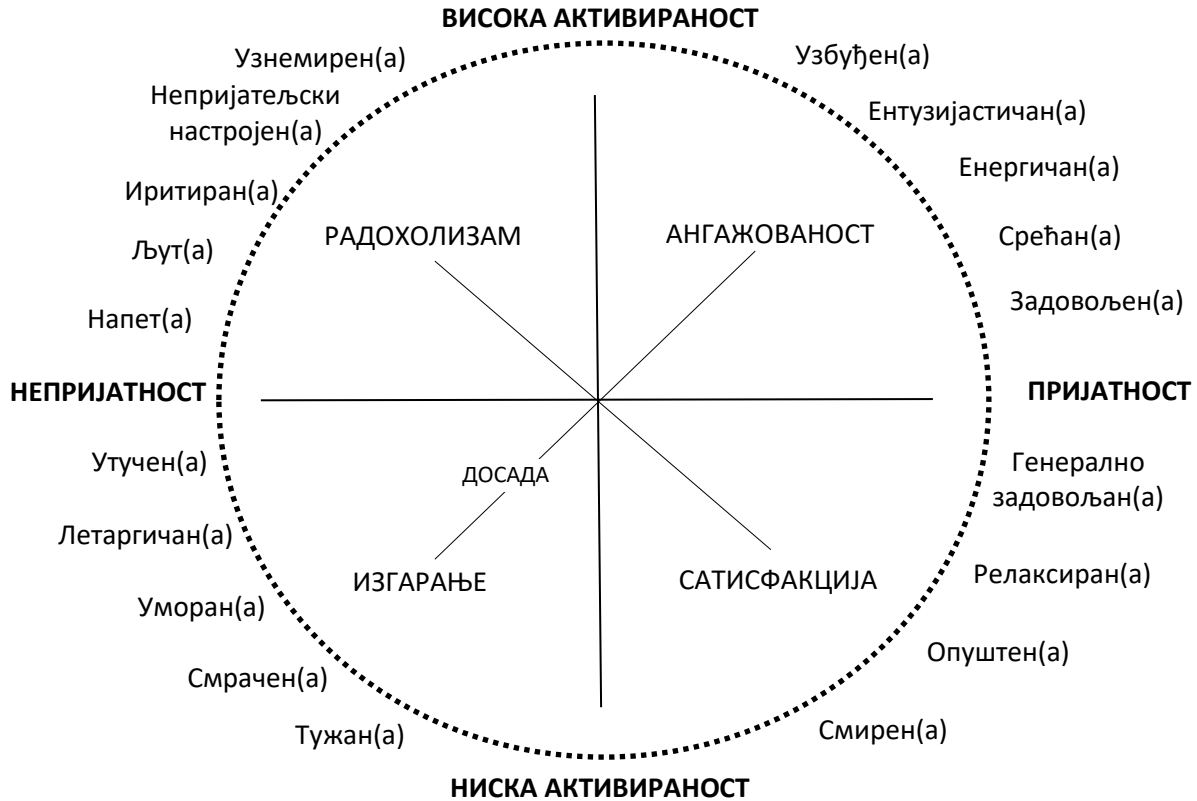 ВИСОКА АКТИВИРАНОСТ
Узнемирен(а)
Узбуђен(а)
Непријатељски
настројен(а)
Ентузијастичан(а)
Иритиран(а)
Енергичан(а)
Љут(а)
РАДОХОЛИЗАМ
АНГАЖОВАНОСТ
Срећан(а)
Напет(а)
Задовољен(а)
НЕПРИЈАТНОСТ
ПРИЈАТНОСТ
Утучен(а)
ДОСАДА
Генерално
задовољан(а)
Летаргичан(а)
ИЗГАРАЊЕ
САТИСФАКЦИЈА
Релаксиран(а)
Уморан(а)
Опуштен(а)
Смрачен(а)
Тужан(а)
Смирен(а)
НИСКА АКТИВИРАНОСТ